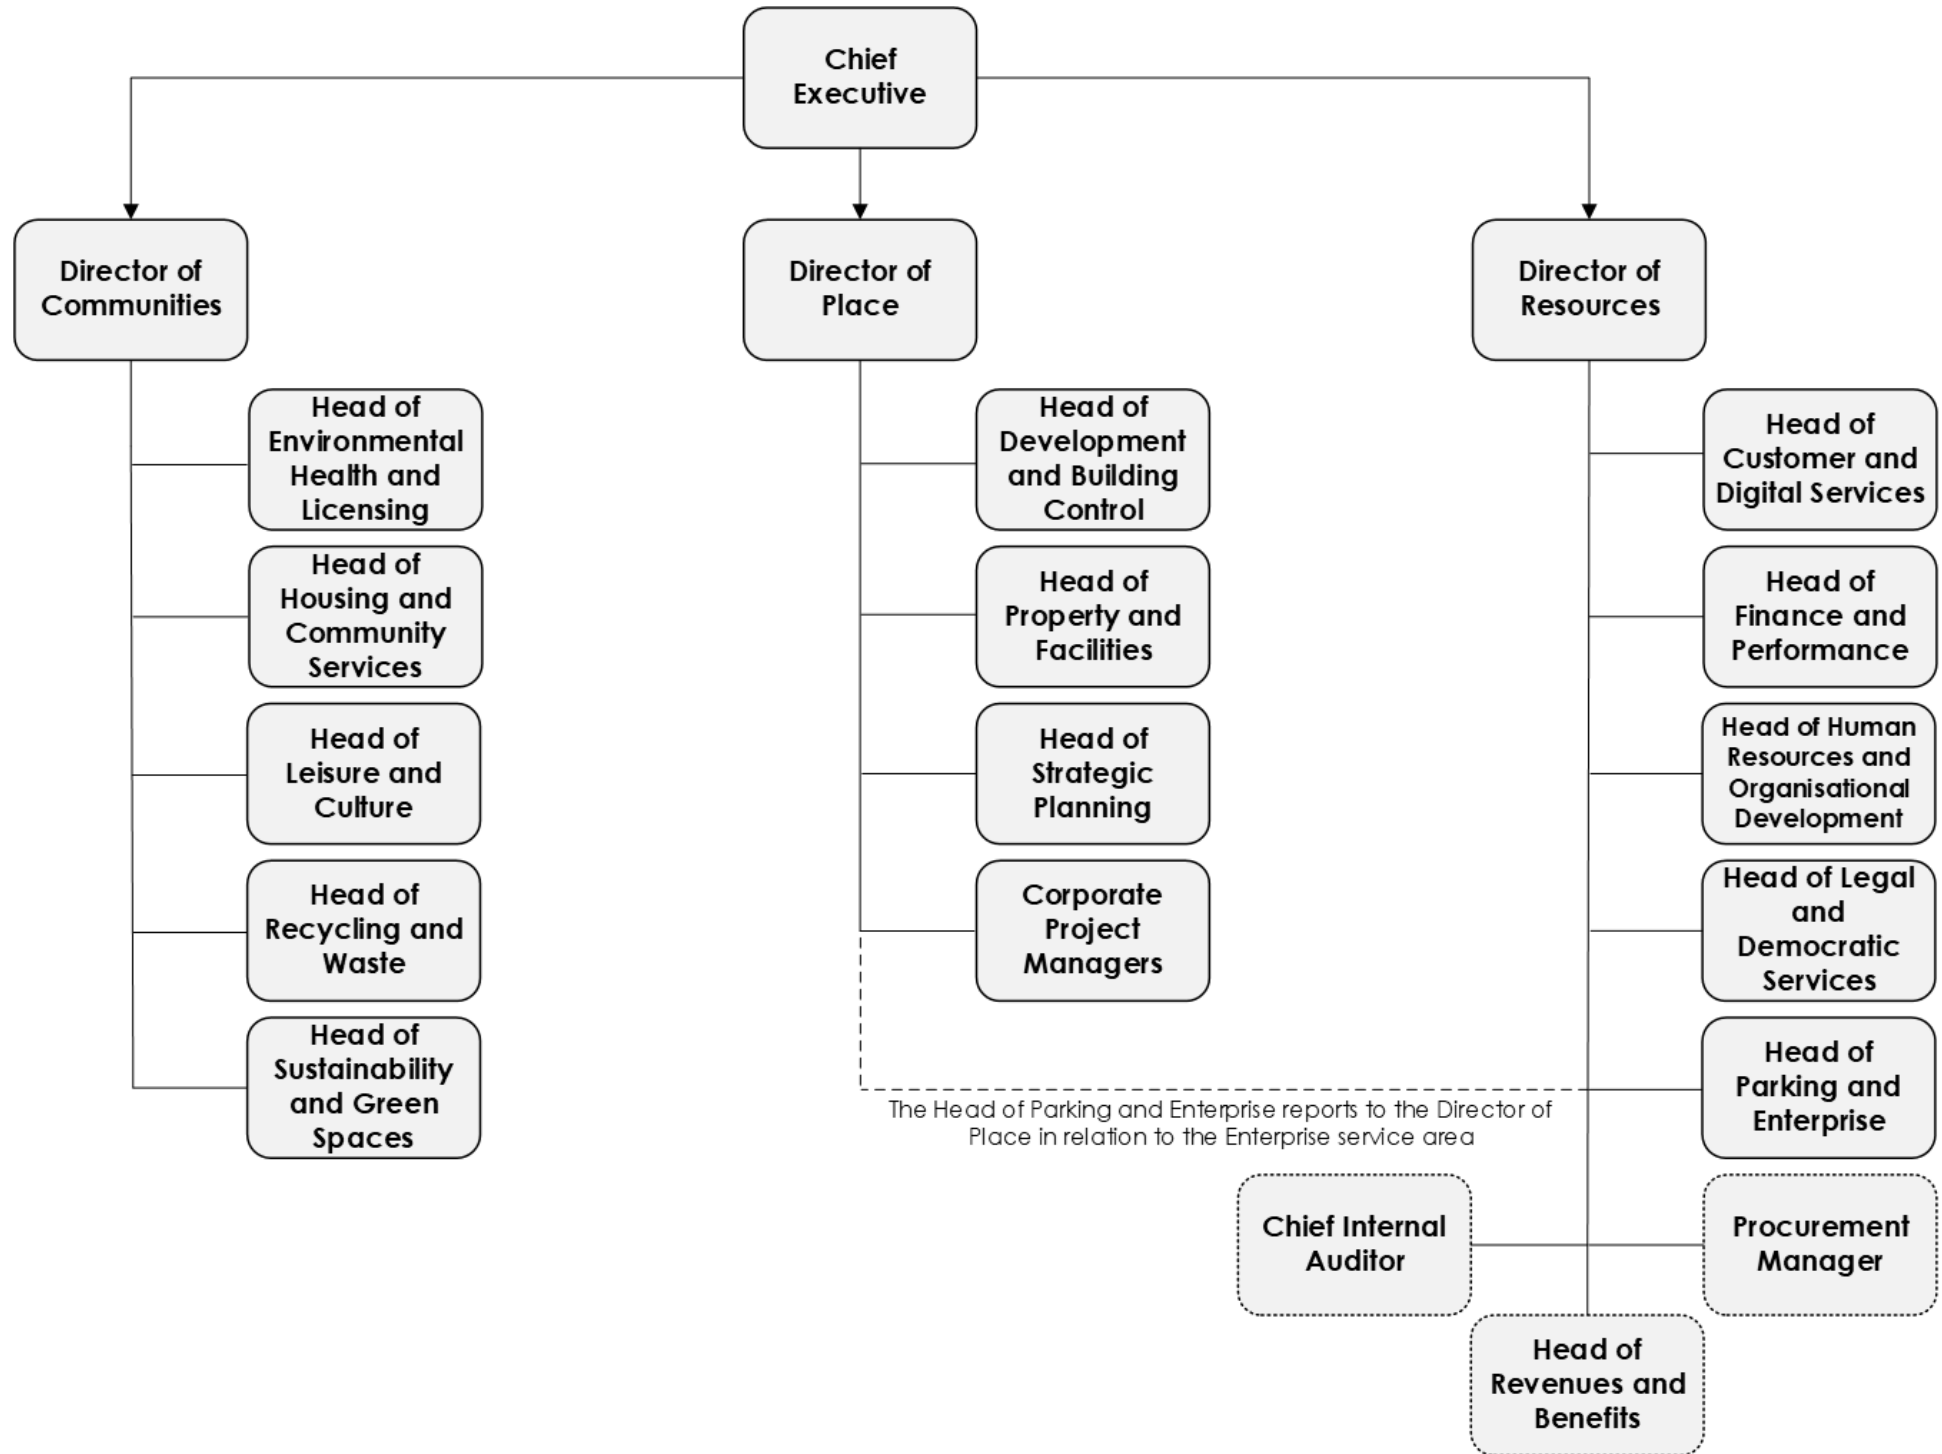 Chief
Executive
Director of
Communities
Director of
Place
Director of
Resources
Head of
Environmental
Health and
Licensing
Head of
Housing and
Community
Services
Head of
Leisure and
Culture
Head of
Recycling and
Waste
Head of
Sustainability
and Green
Spaces
Head of
Development
and Building
Control
Head of
Property and
Facilities
Head of
Strategic
Planning
Corporate
Project
Managers
The Head of Parking and Enterprise reports to the Director of
Place in relation to the Enterprise service area
Head of
Customer and
Digital Services
Head of
Finance and
Performance
Head of Human
Resources and
Organisational
Development
Head of Legal
and
Democratic
Services
Head of
Parking and
Enterprise
Chief Internal
Auditor
Procurement
Manager
Head of
Revenues and
Benefits